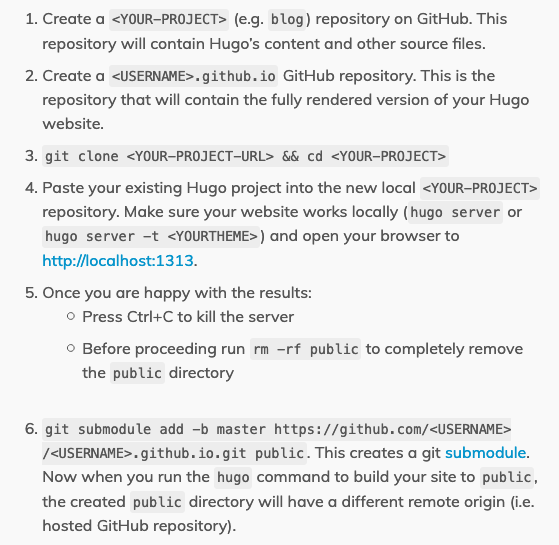 1. Create a <YOUR-PROJECT> (e.g. blog) repository on GitHub. This
repository will contain Hugo's content and other source files.
2. Create a <USERNAME>.github.io GitHub repository. This is the
repository that will contain the fully rendered version of your Hugo
website.
3. git clone <YOUR-PROJECT-URL> && cd <YOUR-PROJECT>
4. Paste your existing Hugo project into the new local <YOUR-PROJECT>
repository. Make sure your website works locally (hugo server or
hugo server -t <YOURTHEME>) and open your browser to
http://localhost:1313.
5. Once you are happy with the results:
○ Press Ctrl+C to kill the server
○ Before proceeding run rm -rf public to completely remove
the public directory
6. git submodule add -b master https://github.com/<USERNAME>
/<USERNAME>.github.io.git public. This creates a git submodule.
Now when you run the hugo command to build your site to public,
the created public directory will have a different remote origin (i.e.
hosted GitHub repository).